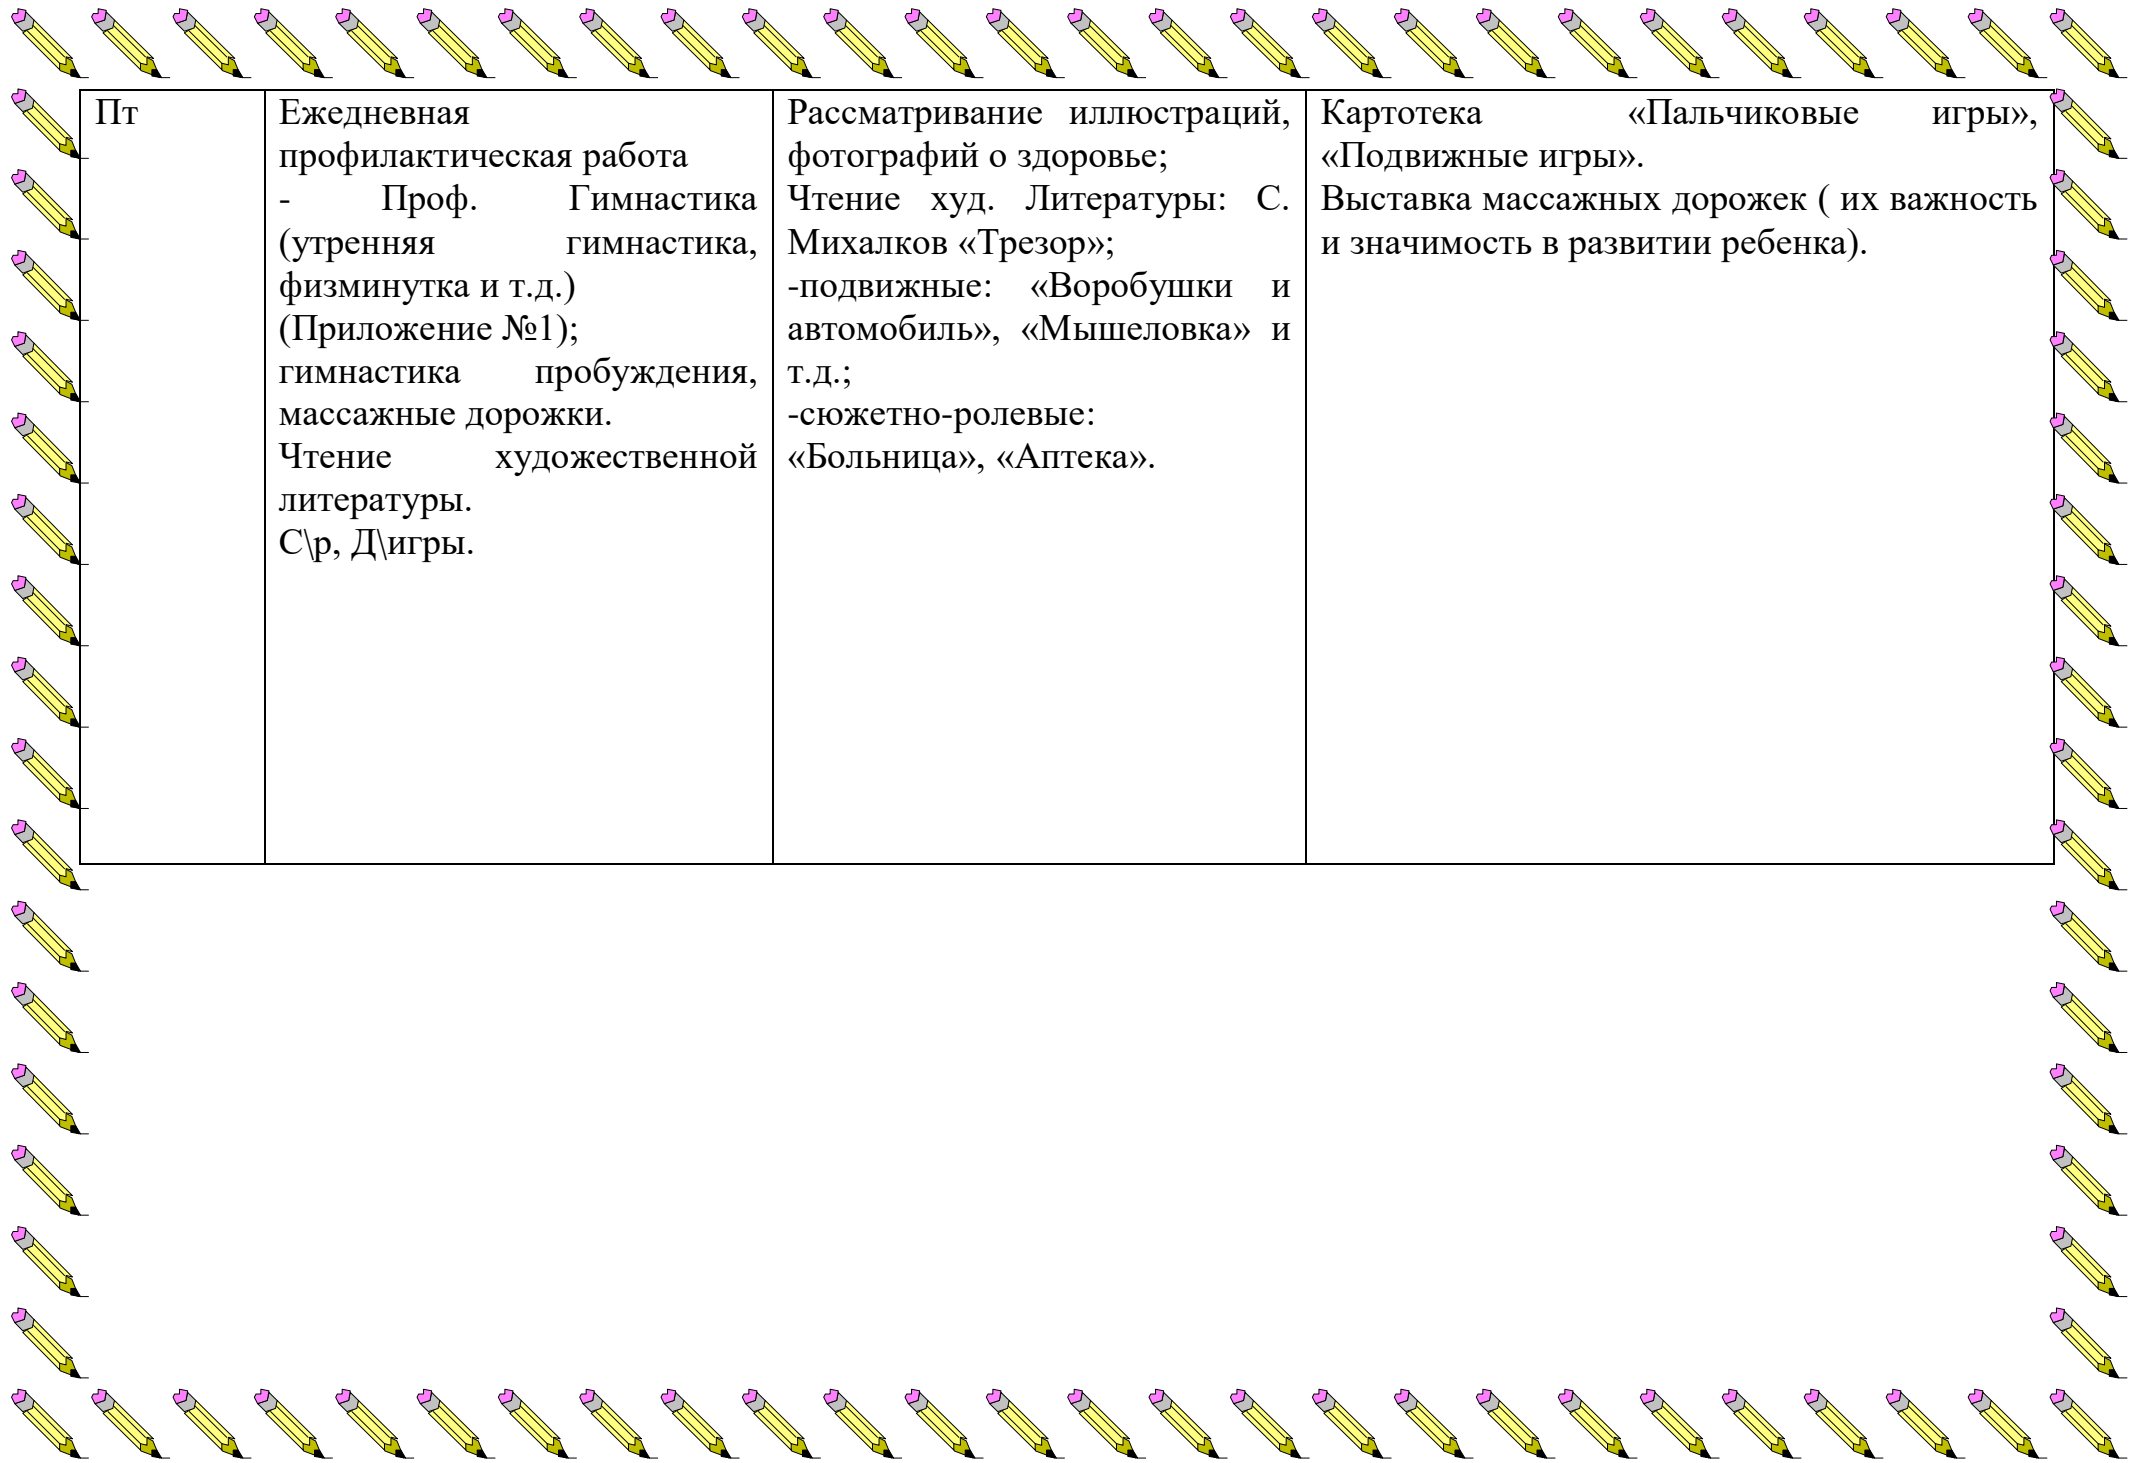 Пт
Ежедневная
профилактическая работа
- Проф. Гимнастика
(утренняя гимнастика,
физминутка и т.д.)
(Приложение №1);
гимнастика пробуждения,
массажные дорожки.
Чтение художественной
литературы.
С\р, Д\игры.
Рассматривание иллюстраций,
фотографий о здоровье;
Чтение худ. Литературы: С.
Михалков «Трезор»;
-подвижные: «Воробушки и
автомобиль», «Мышеловка» и
т.д.;
-сюжетно-ролевые:
«Больница», «Аптека».
Картотека «Пальчиковые игры»,
«Подвижные игры».
Выставка массажных дорожек ( их важность
и значимость в развитии ребенка).